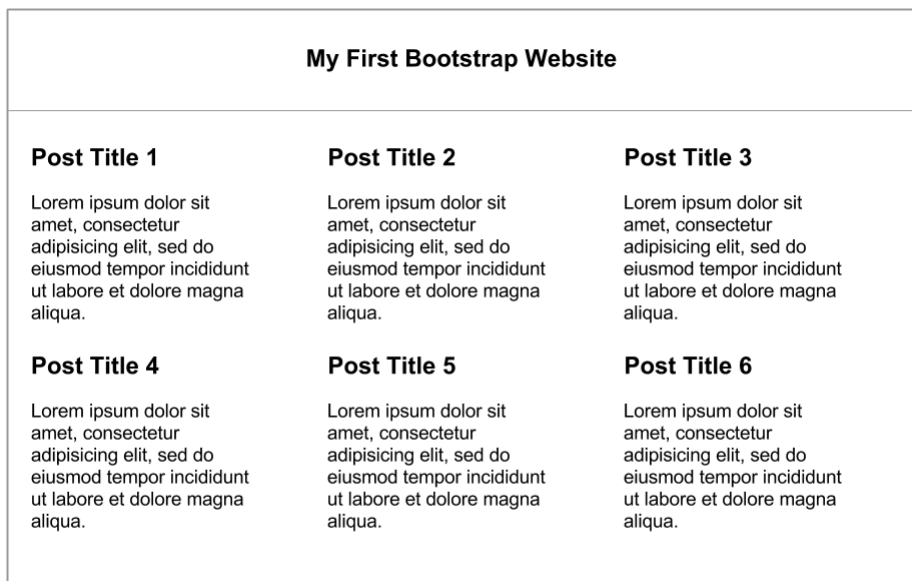 My First Bootstrap Website
Post Title 1
Lorem ipsum dolor sit
amet, consectetur
adipisicing elit, sed do
eiusmod tempor incididunt
ut labore et dolore magna
aliqua.
Post Title 2
Lorem ipsum dolor sit
amet, consectetur
adipisicing elit, sed do
eiusmod tempor incididunt
ut labore et dolore magna
aliqua.
Post Title 3
Lorem ipsum dolor sit
amet, consectetur
adipisicing elit, sed do
eiusmod tempor incididunt
ut labore et dolore magna
aliqua.
Post Title 4
Lorem ipsum dolor sit
amet, consectetur
adipisicing elit, sed do
eiusmod tempor incididunt
ut labore et dolore magna
aliqua.
Post Title 5
Lorem ipsum dolor sit
amet, consectetur
adipisicing elit, sed do
eiusmod tempor incididunt
ut labore et dolore magna
aliqua.
Post Title 6
Lorem ipsum dolor sit
amet, consectetur
adipisicing elit, sed do
eiusmod tempor incididunt
ut labore et dolore magna
aliqua.